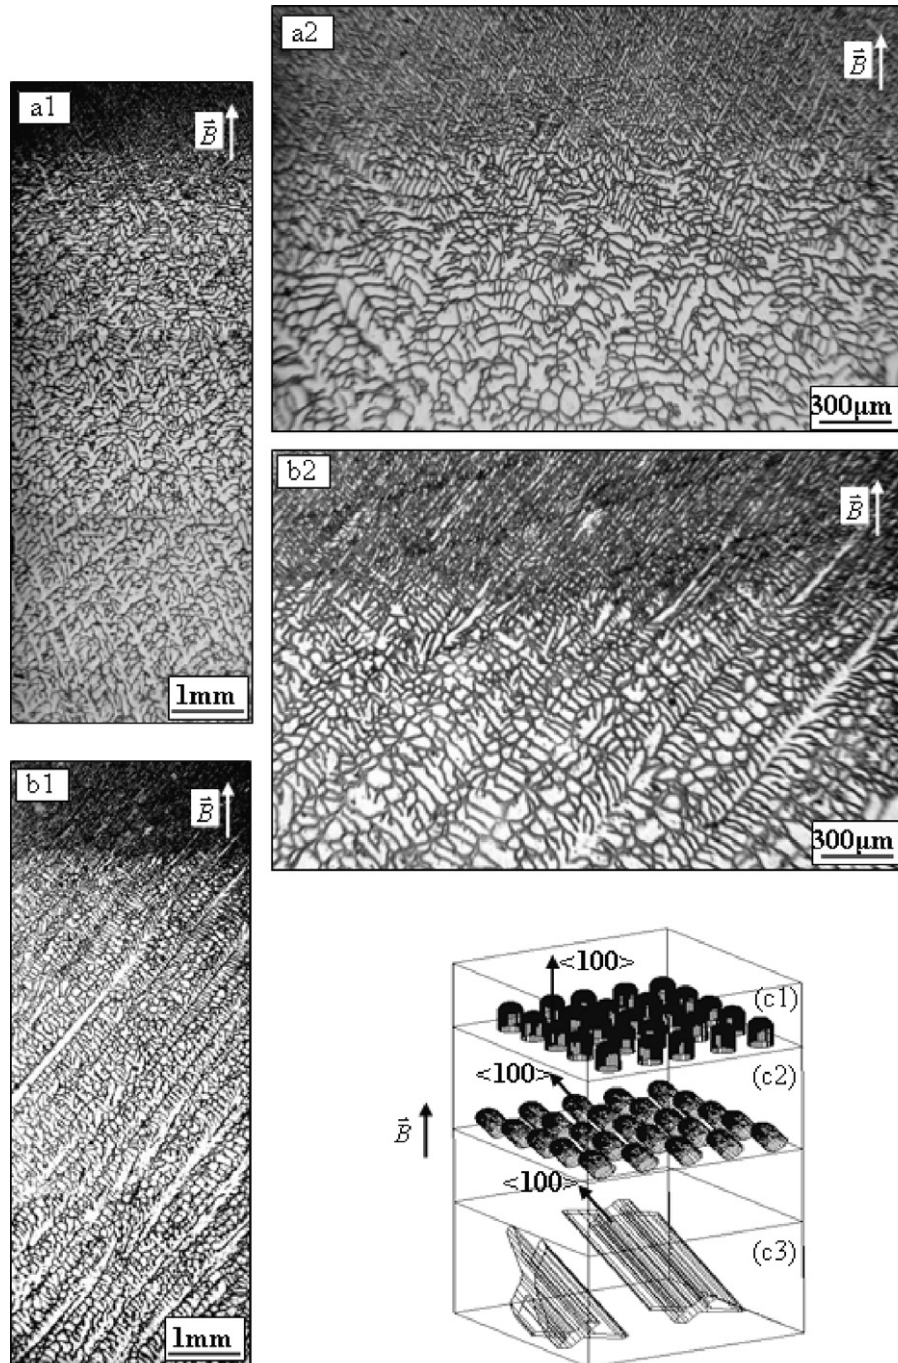 a1
B
1mm
a2
B
300μm
b2
B
300μm
b1
B
1mm
<100>
(c1)
<100>
(c2)
B
<100>
(c3)